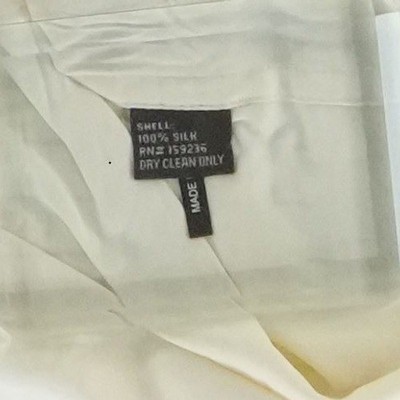 SHELL:
100% SILK
RN# 159236
DRY CLEAN ONLY
MADE